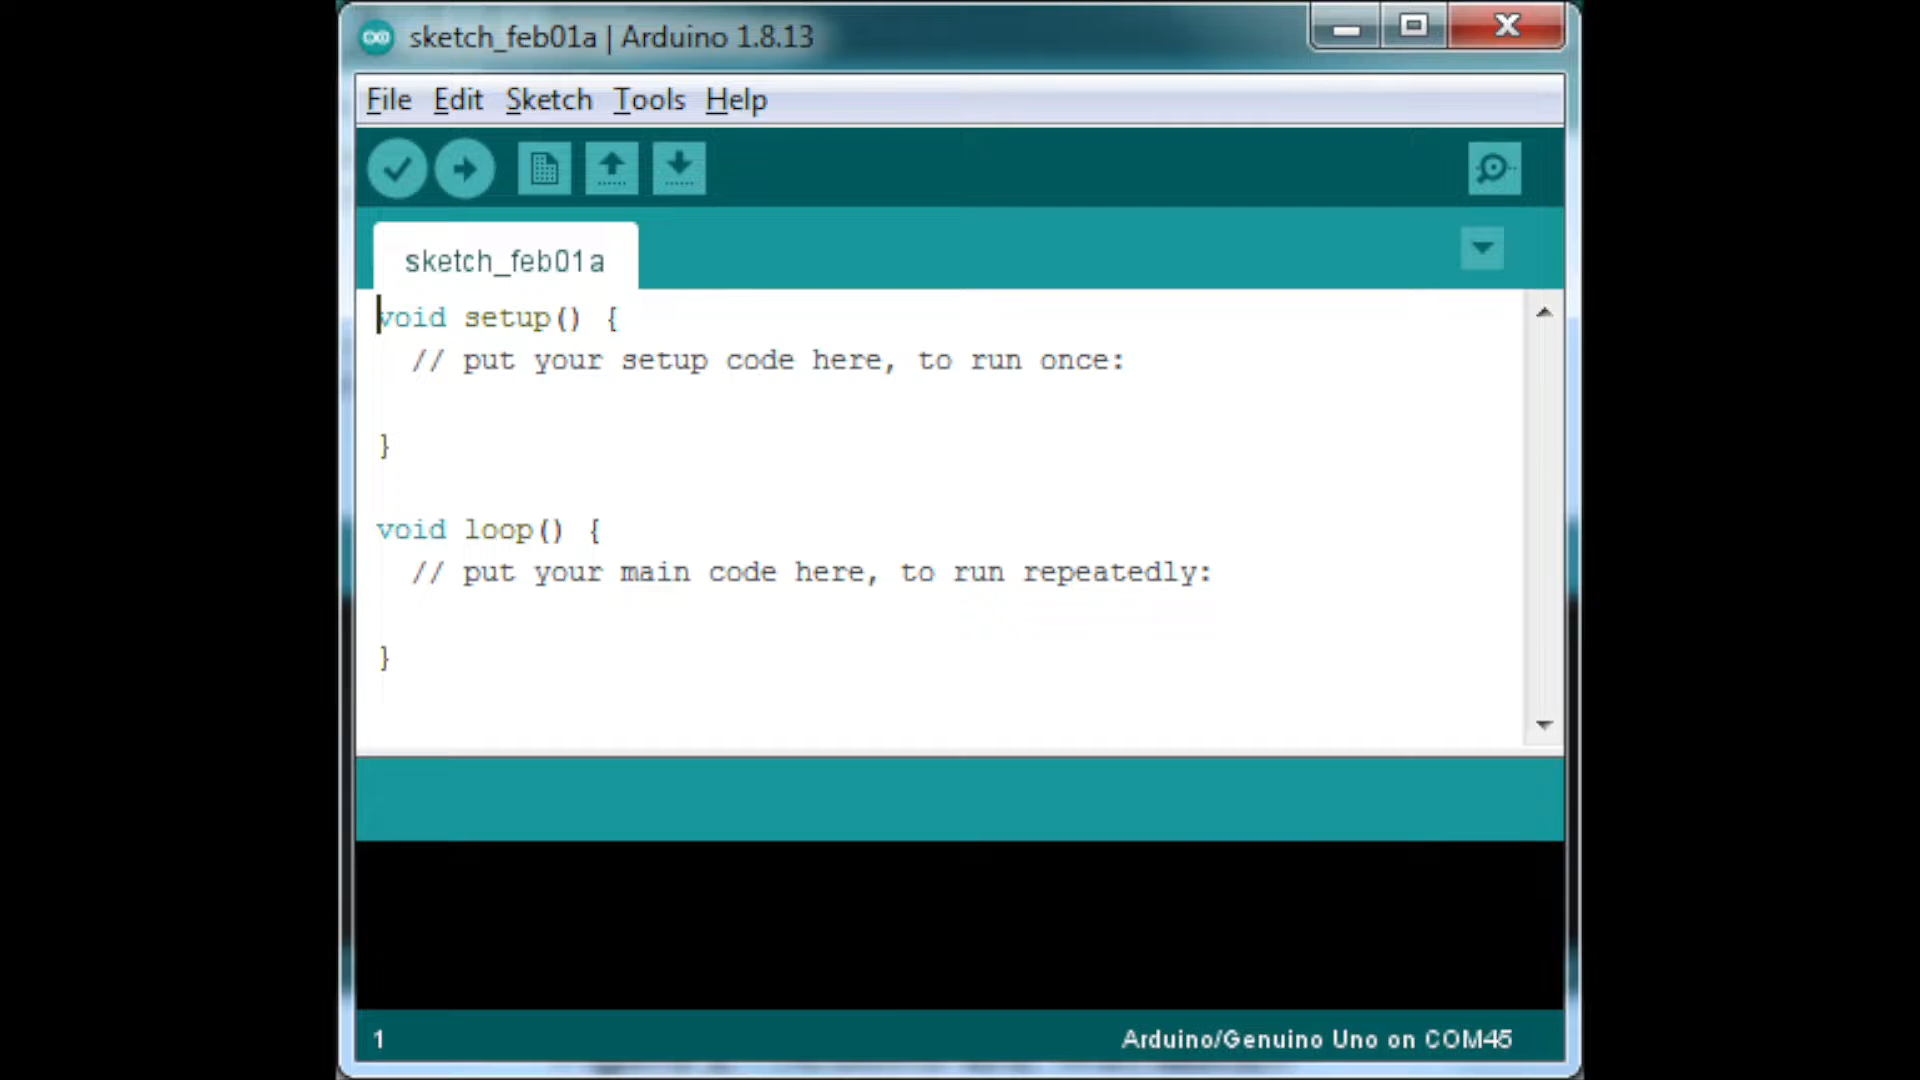 sketch_feb01a | Arduino 1.8.13
File Edit Sketch Tools Help
sketch_feb01a
void setup() {
  // put your setup code here, to run once:
}
void loop() {
  // put your main code here, to run repeatedly:
}
1
Arduino/Genuino Uno on COM45